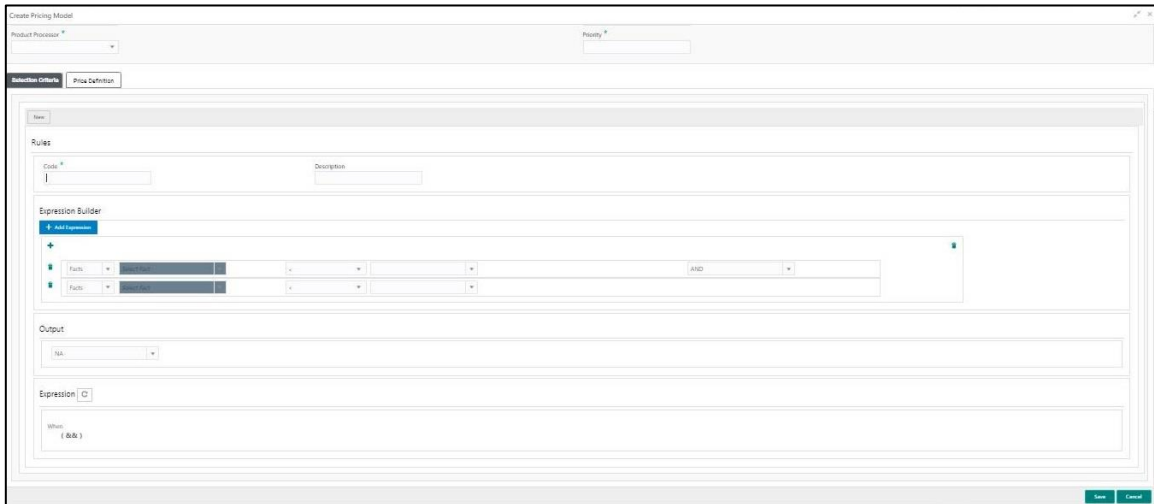 Create Pricing Model
Product Processor *
Priority *
Selection Criteria
Price Definition
New
Rules
Code *
Description
Expression Builder
+ Add Expression
Facts
Select Fact
AND
Facts
Select Fact
Output
NA
Expression
When
( && )
Save
Cancel